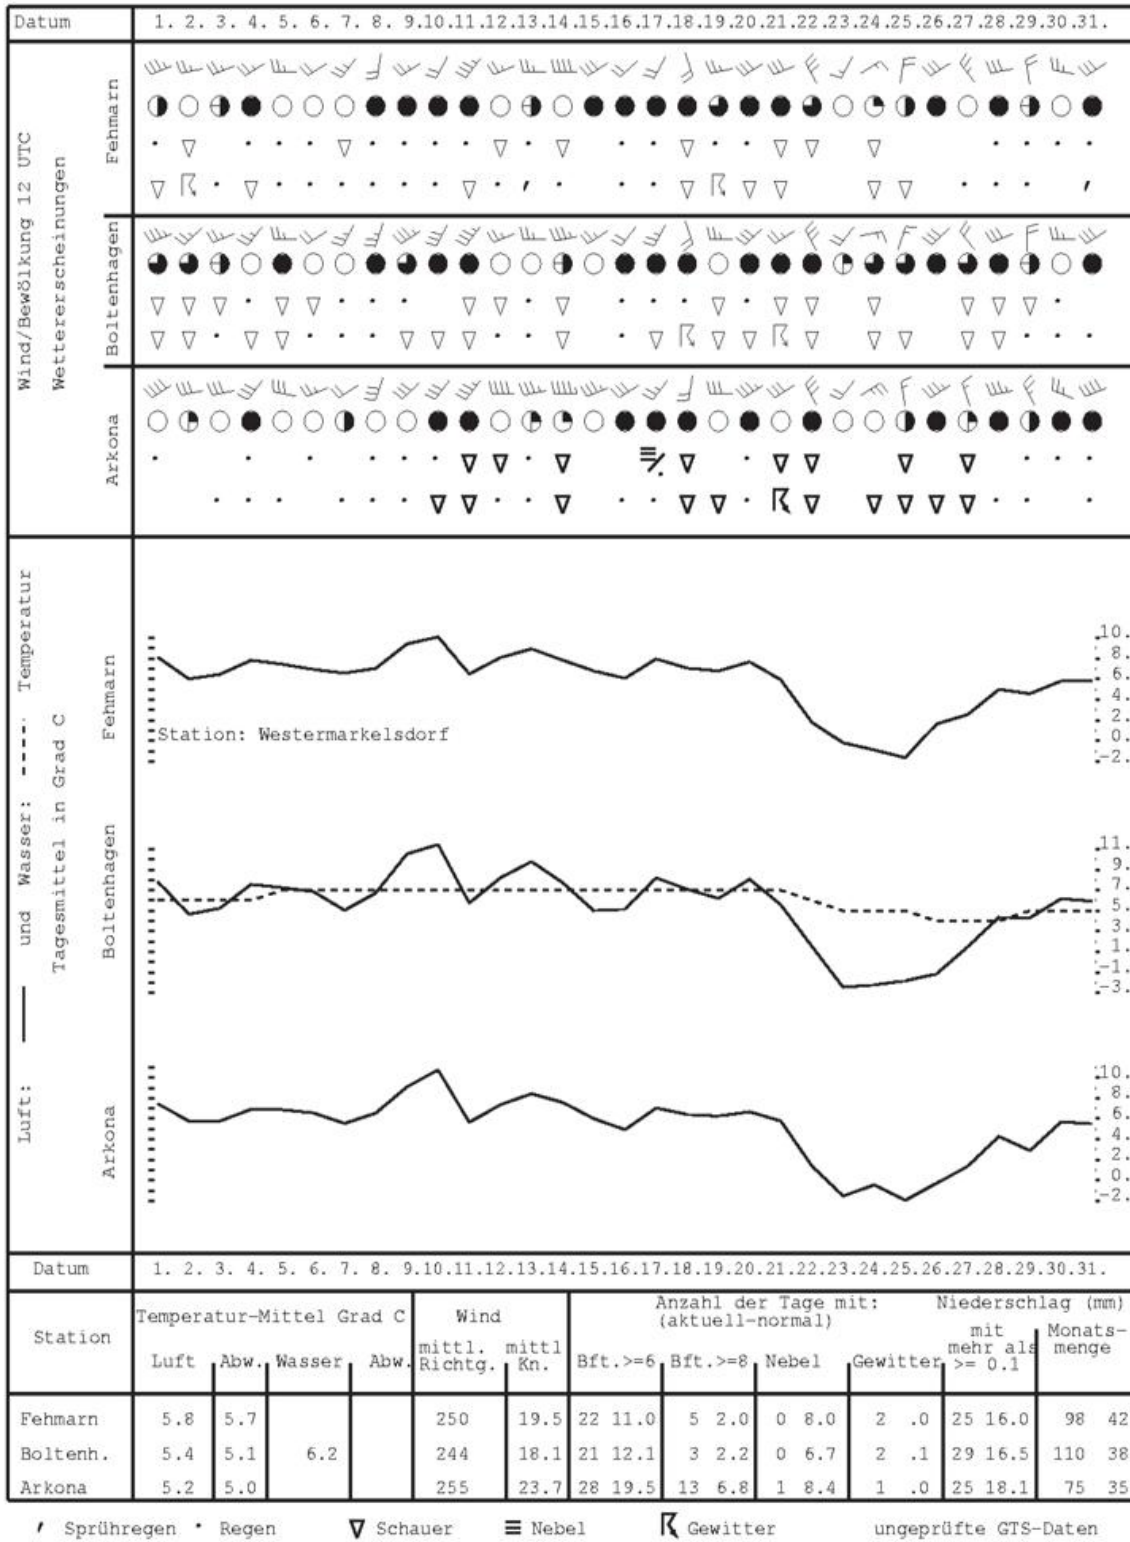 Datum 1. 2. 3. 4. 5. 6. 7. 8. 9.10.11.12.13.14.15.16.17.18.19.20.21.22.23.24.25.26.27.28.29.30.31.
Wind/Bewölkung 12 UTC
Wettererscheinungen
Fehmarn
Boltenhagen
Arkona
Luft: und Wasser: Temperatur
Tagesmittel in Grad C
Fehmarn
10.
8.
6.
4.
2.
0.
-2.
Station: Westermarkelsdorf
Boltenhagen
11.
9.
7.
5.
3.
1.
-1.
-3.
Arkona
10.
8.
6.
4.
2.
0.
-2.
Datum 1. 2. 3. 4. 5. 6. 7. 8. 9.10.11.12.13.14.15.16.17.18.19.20.21.22.23.24.25.26.27.28.29.30.31.
Station
Temperatur-Mittel Grad C
Luft Abw. Wasser Abw.
Wind
mittl. Richtg.
mittl Kn.
Anzahl der Tage mit:
(aktuell-normal)
Bft.>=6 Bft.>=8 Nebel Gewitter
Niederschlag (mm)
mit
mehr als
>= 0.1
Monats-
menge
Fehmarn 5.8 5.7 250 19.5 22 11.0 5 2.0 0 8.0 2 .0 25 16.0 98 42
Boltenh. 5.4 5.1 6.2 244 18.1 21 12.1 3 2.2 0 6.7 2 .1 29 16.5 110 38
Arkona 5.2 5.0 255 23.7 28 19.5 13 6.8 1 8.4 1 .0 25 18.1 75 35
Sprühregen Regen Schauer Nebel Gewitter ungeprüfte GTS-Daten